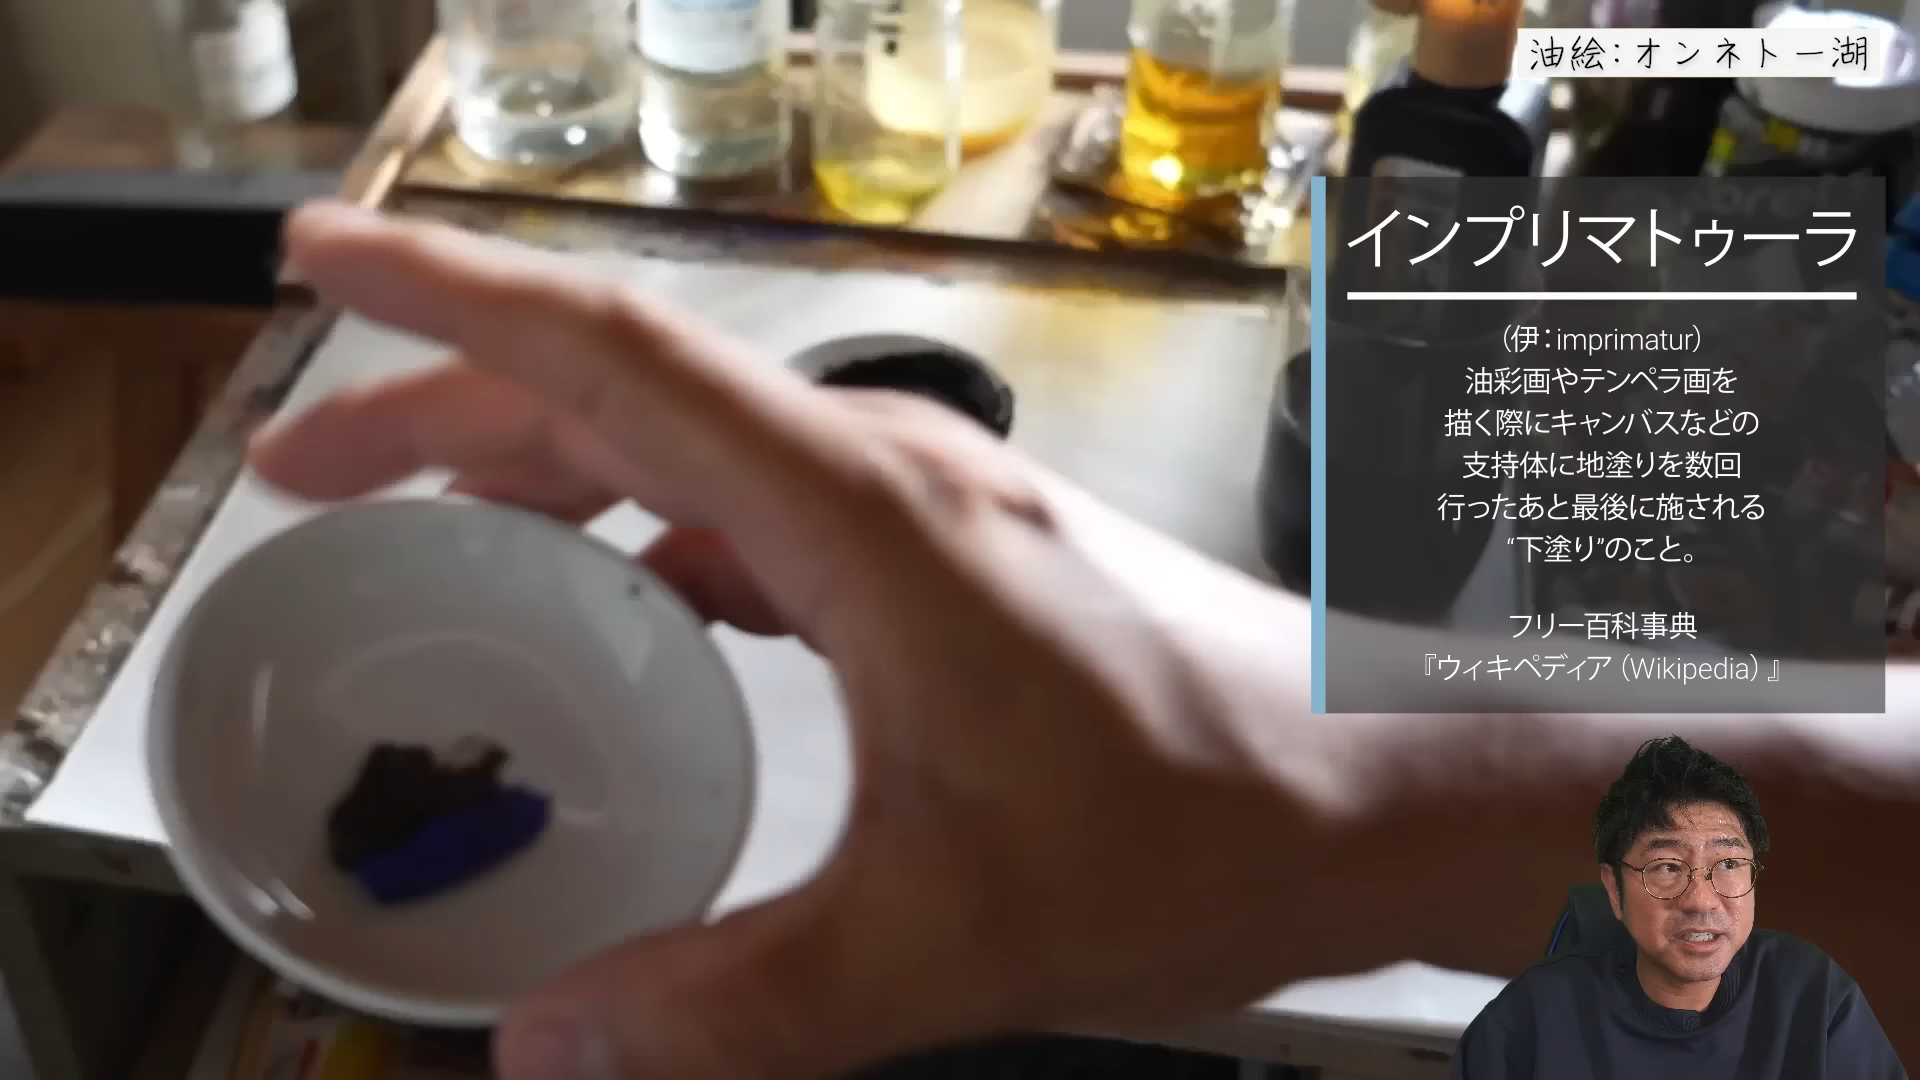 油絵：オンネトー湖
インプリマトゥーラ
（伊：imprimatur）
油彩画やテンペラ画を
描く際にキャンバスなどの
支持体に地塗りを数回
行ったあと最後に施される
“下塗り”のこと。
フリー百科事典
『ウィキペディア（Wikipedia）』